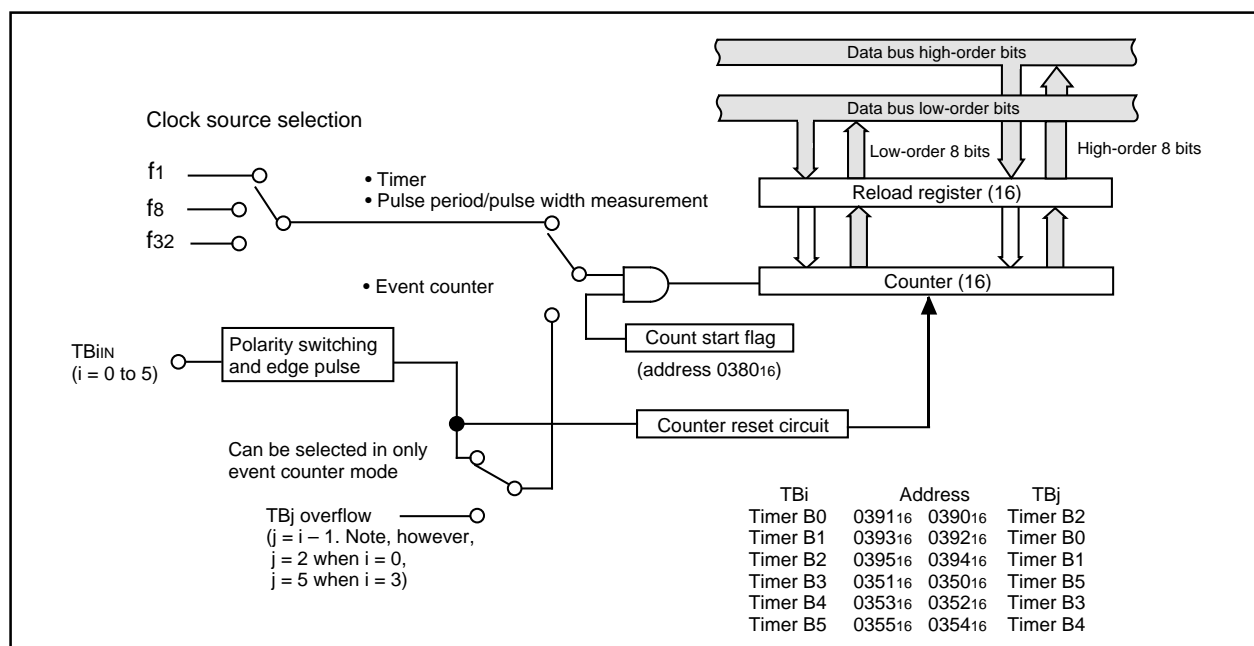 Data bus high-order bits
Data bus low-order bits
Clock source selection
Low-order 8 bits
High-order 8 bits
f1
f8
f32
• Timer
• Pulse period/pulse width measurement
Reload register (16)
• Event counter
Counter (16)
Count start flag
(address 038016)
TBiIN
(i = 0 to 5)
Polarity switching
and edge pulse
Counter reset circuit
Can be selected in only
event counter mode
TBj overflow
(j = i – 1. Note, however,
j = 2 when i = 0,
j = 5 when i = 3)
TBi Address TBj
Timer B0 039116 039016 Timer B2
Timer B1 039316 039216 Timer B0
Timer B2 039516 039416 Timer B1
Timer B3 035116 035016 Timer B5
Timer B4 035316 035216 Timer B3
Timer B5 035516 035416 Timer B4